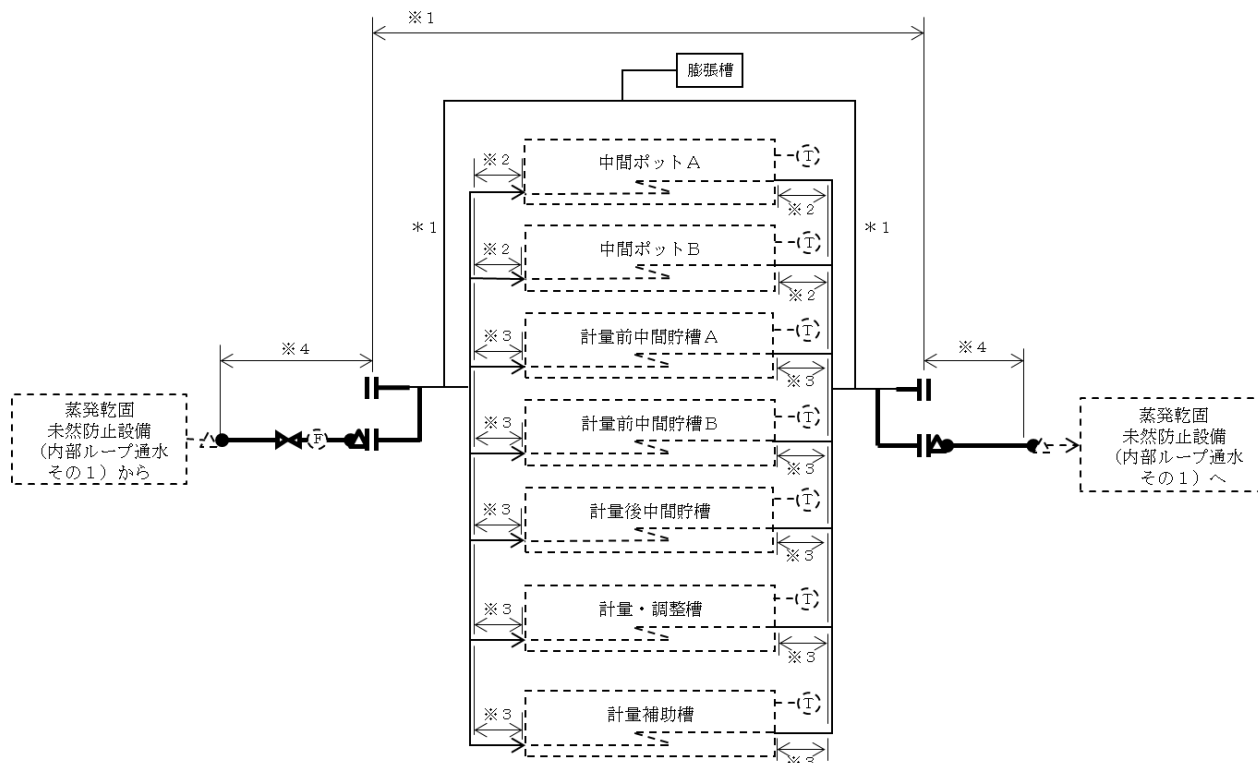 ※1
膨張槽
中間ポットA
T
※2
※2
*1
*1
中間ポットB
T
※2
※2
計量前中間貯槽A
T
※3
※3
※4
※4
計量前中間貯槽B
T
※3
※3
蒸発乾固
未然防止設備
(内部ループ通水
その1)から
F
蒸発乾固
未然防止設備
(内部ループ通水
その1)へ
計量後中間貯槽
T
※3
※3
計量・調整槽
T
※3
※3
計量補助槽
T
※3
※3